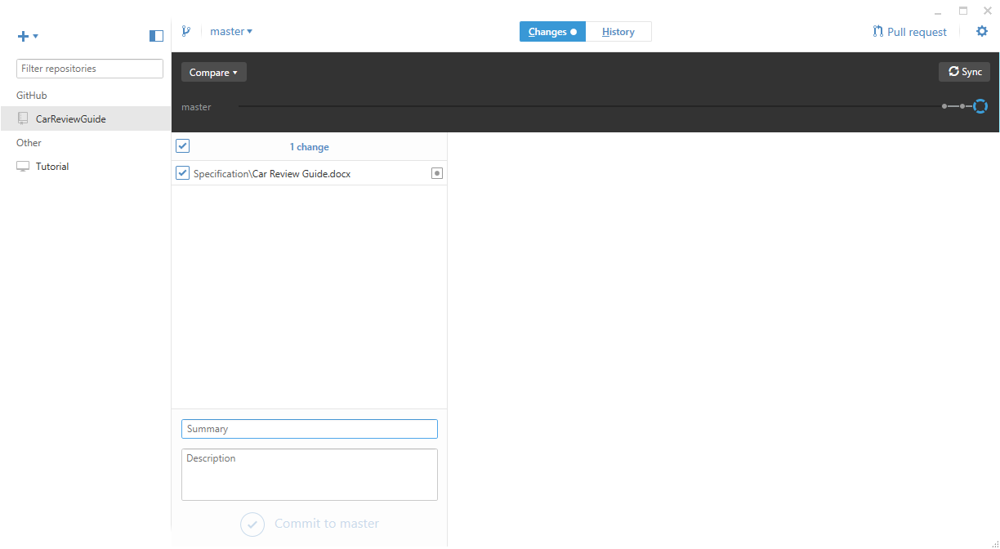 master
Changes
History
Pull request
Filter repositories
GitHub
CarReviewGuide
Other
Tutorial
Compare
Sync
master
1 change
Specification\Car Review Guide.docx
Summary
Description
Commit to master